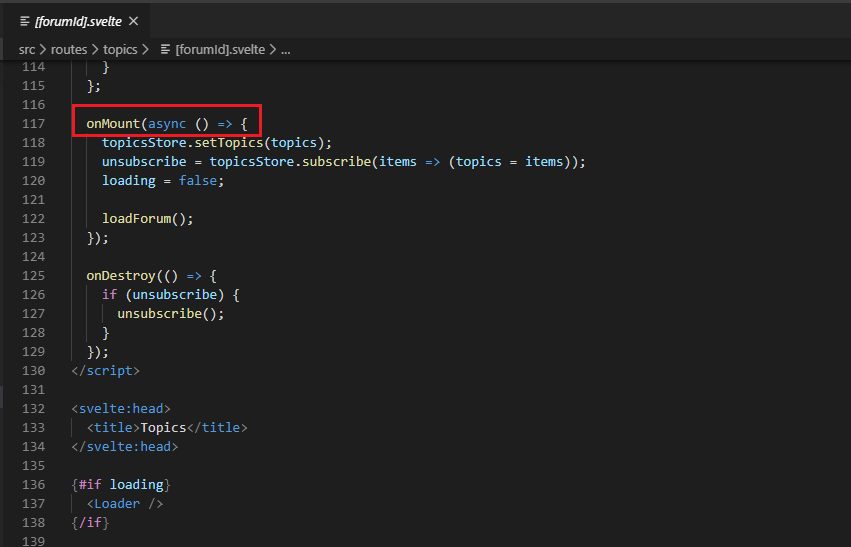 [forumId].svelte ×
src > routes > topics > [forumId].svelte > ...
114 }
115 };
116
117 onMount(async () => {
118 topicsStore.setTopics(topics);
119 unsubscribe = topicsStore.subscribe(items => (topics = items));
120 loading = false;
121
122 loadForum();
123 });
124
125 onDestroy(() => {
126 if (unsubscribe) {
127 unsubscribe();
128 }
129 });
130 </script>
131
132 <svelte:head>
133 <title>Topics</title>
134 </svelte:head>
135
136 {#if loading}
137 <Loader />
138 {/if}
139